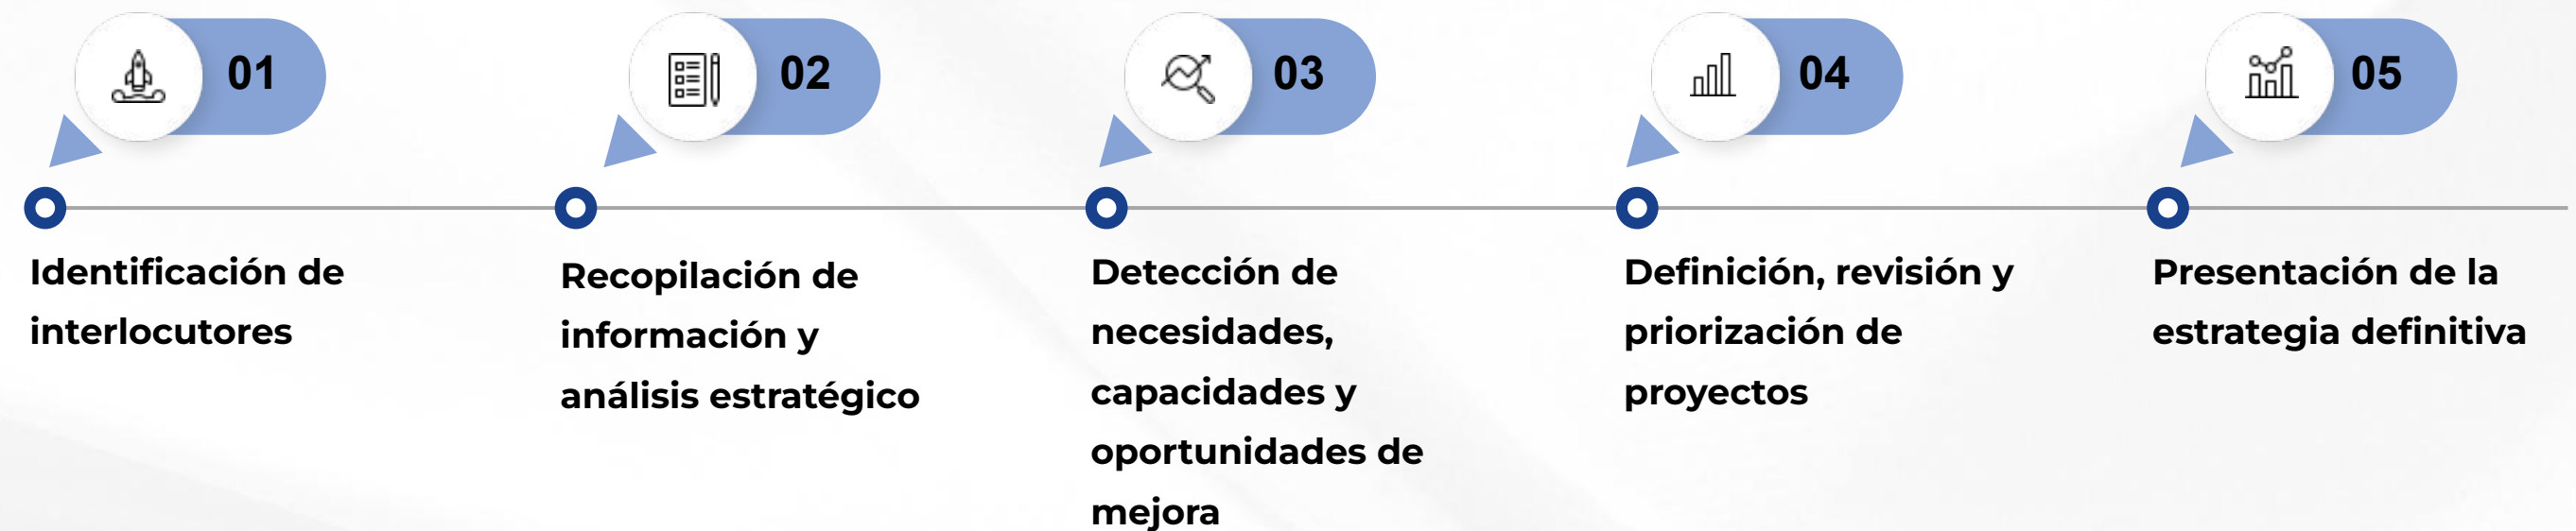 01
Identificación de
interlocutores
02
Recopilación de
información y
análisis estratégico
03
Detección de
necesidades,
capacidades y
oportunidades de
mejora
04
Definición, revisión y
priorización de
proyectos
05
Presentación de la
estrategia definitiva